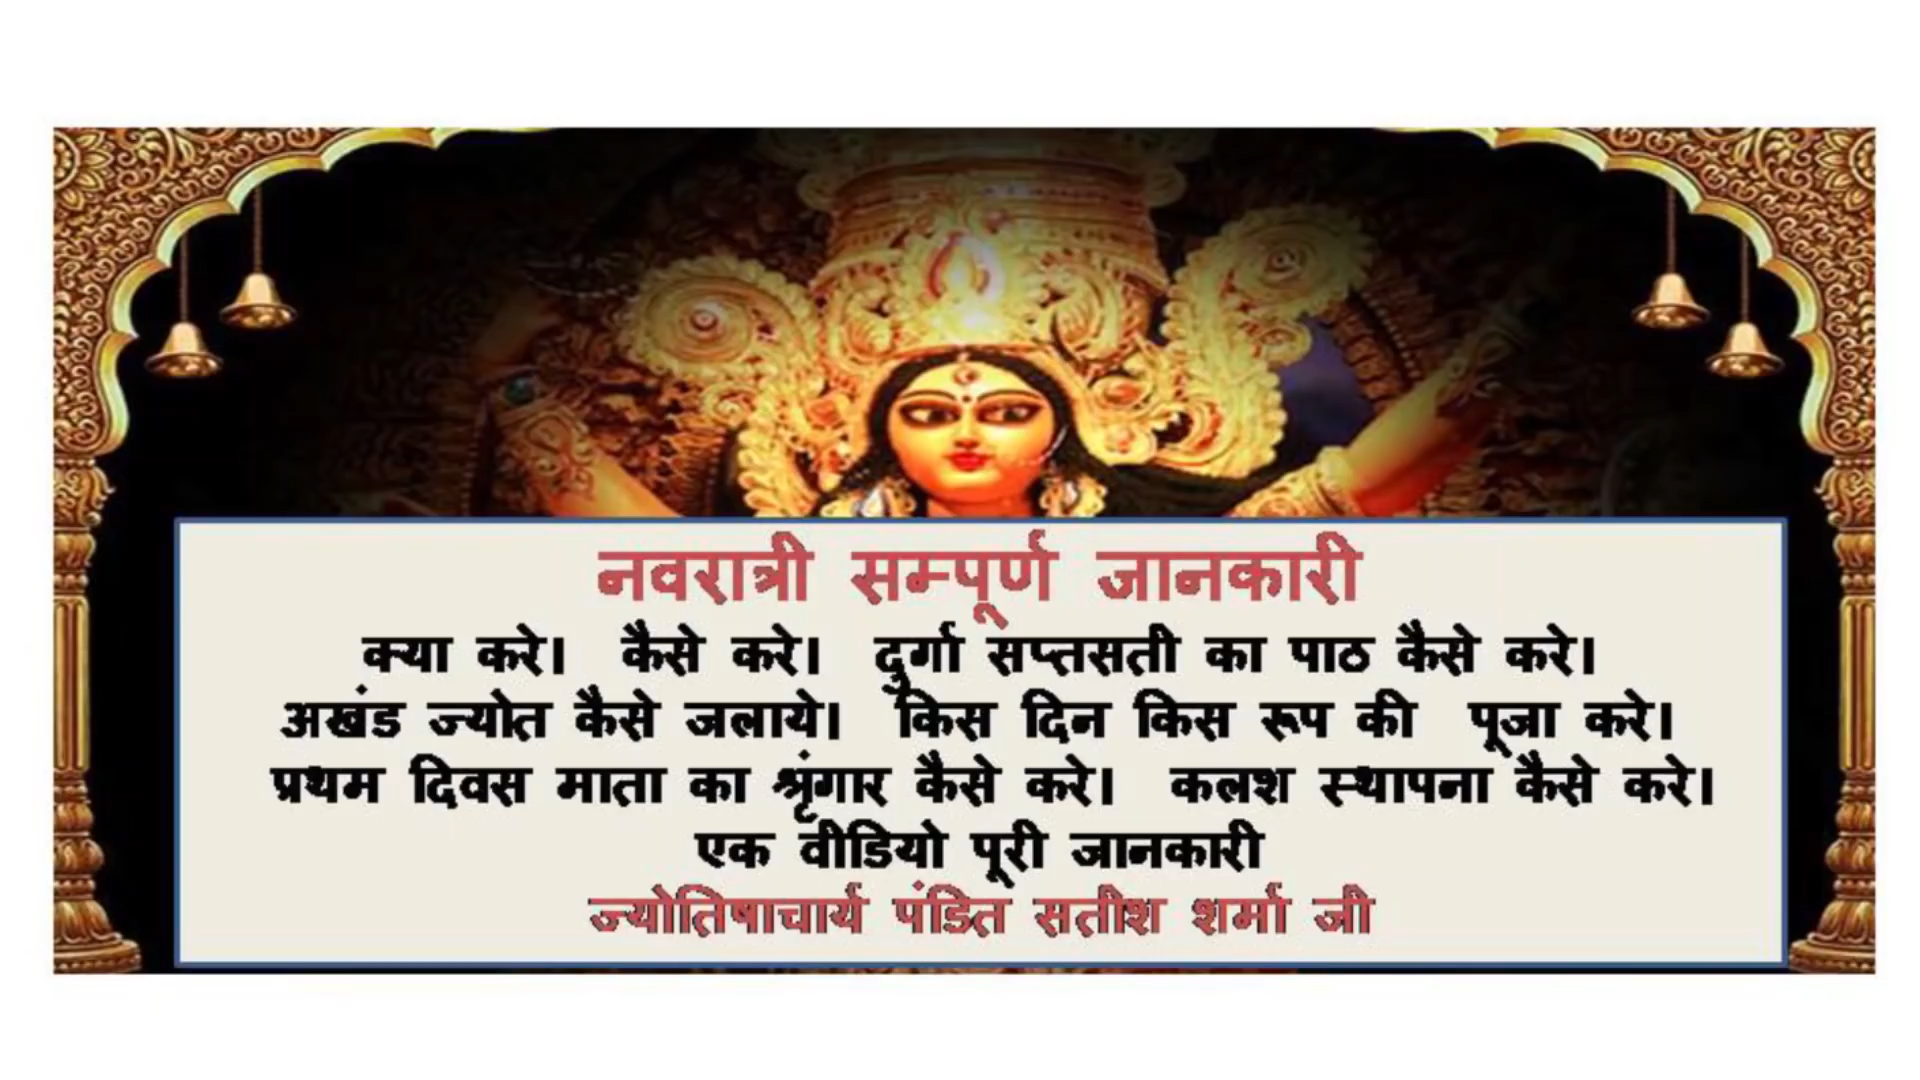 नवरात्री सम्पूर्ण जानकारी
क्या करे। कैसे करे। दुर्गा सप्तसती का पाठ कैसे करे।
अखंड ज्योत कैसे जलाये। किस दिन किस रूप की पूजा करे।
प्रथम दिवस माता का श्रृंगार कैसे करे। कलश स्थापना कैसे करे।
एक वीडियो पूरी जानकारी
ज्योतिषाचार्य पंडित सतीश शर्मा जी